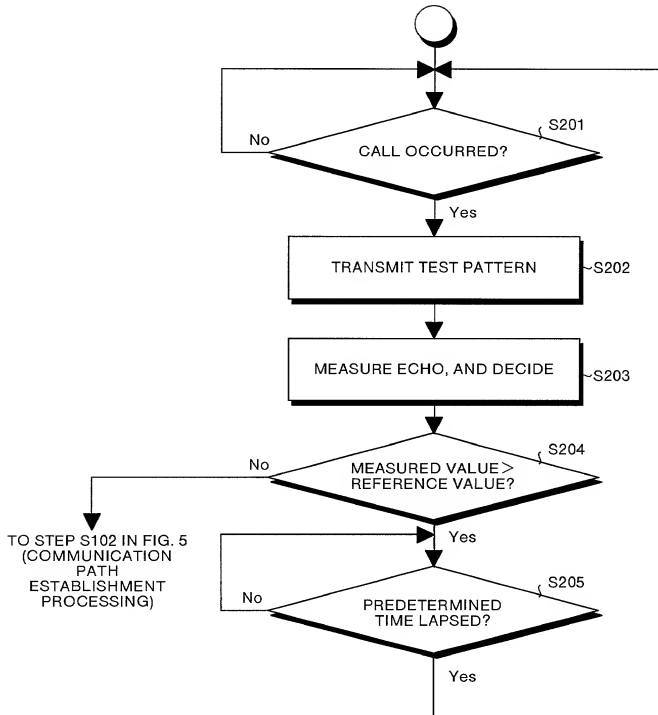 S201
No
CALL OCCURRED?
Yes
TRANSMIT TEST PATTERN
~S202
MEASURE ECHO, AND DECIDE
~S203
S204
No
MEASURED VALUE>
REFERENCE VALUE?
TO STEP S102 IN FIG. 5
(COMMUNICATION
PATH
ESTABLISHMENT
PROCESSING)
Yes
S205
No
PREDETERMINED
TIME LAPSED?
Yes